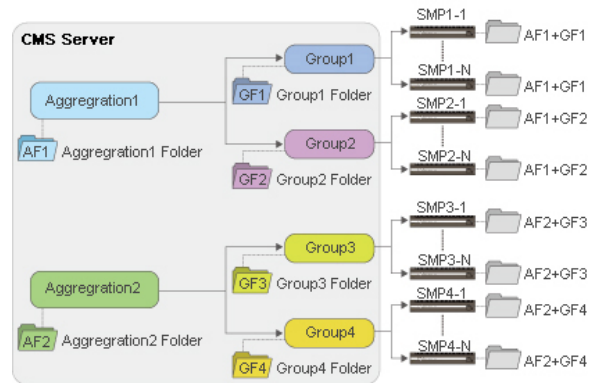 CMS Server
SMP1-1
AF1+GF1
Group1
SMP1-N
GF1 Group1 Folder
AF1+GF1
Aggregration1
SMP2-1
AF1+GF2
Group2
AF1 Aggregration1 Folder
SMP2-N
GF2 Group2 Folder
AF1+GF2
SMP3-1
AF2+GF3
Group3
SMP3-N
GF3 Group3 Folder
AF2+GF3
Aggregration2
SMP4-1
AF2+GF4
Group4
AF2 Aggregration2 Folder
SMP4-N
GF4 Group4 Folder
AF2+GF4